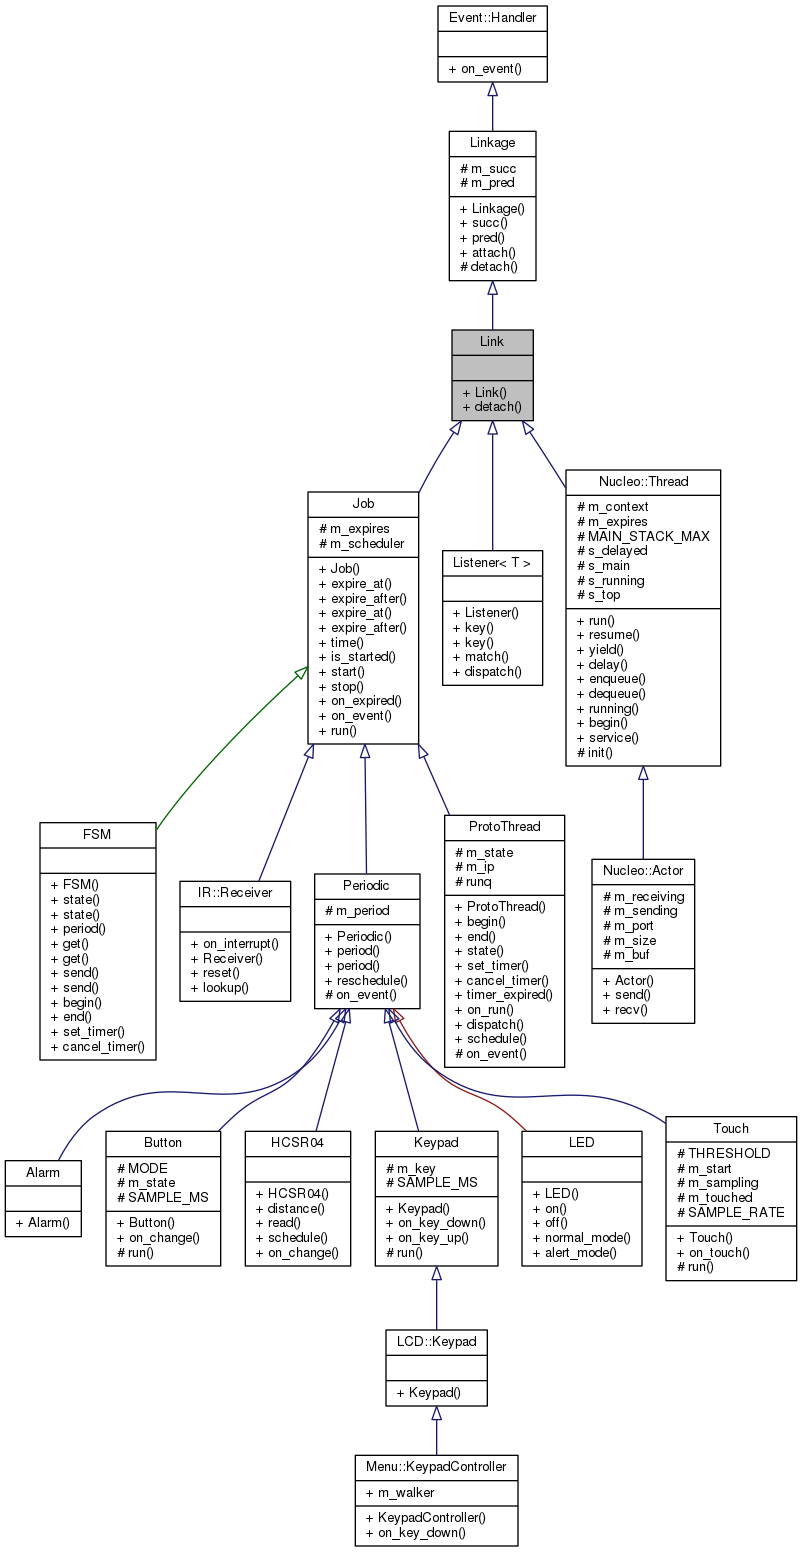 Event::Handler
+ on_event()
Linkage
# m_succ
# m_pred
+ Linkage()
+ succ()
+ pred()
+ attach()
# detach()
Link
+ Link()
+ detach()
Job
# m_expires
# m_scheduler
+ Job()
+ expire_at()
+ expire_after()
+ expire_at()
+ expire_after()
+ time()
+ is_started()
+ start()
+ stop()
+ on_expired()
+ on_event()
+ run()
Listener< T >
+ Listener()
+ key()
+ key()
+ match()
+ dispatch()
Nucleo::Thread
# m_context
# m_expires
# MAIN_STACK_MAX
# s_delayed
# s_main
# s_running
# s_top
+ run()
+ resume()
+ yield()
+ delay()
+ enqueue()
+ dequeue()
+ running()
+ begin()
+ service()
# init()
FSM
+ FSM()
+ state()
+ state()
+ period()
+ get()
+ get()
+ send()
+ send()
+ begin()
+ end()
+ set_timer()
+ cancel_timer()
IR::Receiver
+ on_interrupt()
+ Receiver()
+ reset()
+ lookup()
Periodic
# m_period
+ Periodic()
+ period()
+ period()
+ reschedule()
# on_event()
ProtoThread
# m_state
# m_ip
# runq
+ ProtoThread()
+ begin()
+ end()
+ state()
+ set_timer()
+ cancel_timer()
+ timer_expired()
+ on_run()
+ dispatch()
+ schedule()
# on_event()
Nucleo::Actor
# m_receiving
# m_sending
# m_port
# m_size
# m_buf
+ Actor()
+ send()
+ recv()
Alarm
+ Alarm()
Button
# MODE
# m_state
# SAMPLE_MS
+ Button()
+ on_change()
# run()
HCSR04
+ HCSR04()
+ distance()
+ read()
+ schedule()
+ on_change()
Keypad
# m_key
# SAMPLE_MS
+ Keypad()
+ on_key_down()
+ on_key_up()
# run()
LED
+ LED()
+ on()
+ off()
+ normal_mode()
+ alert_mode()
Touch
# THRESHOLD
# m_start
# m_sampling
# m_touched
# SAMPLE_RATE
+ Touch()
+ on_touch()
# run()
LCD::Keypad
+ Keypad()
Menu::KeypadController
+ m_walker
+ KeypadController()
+ on_key_down()